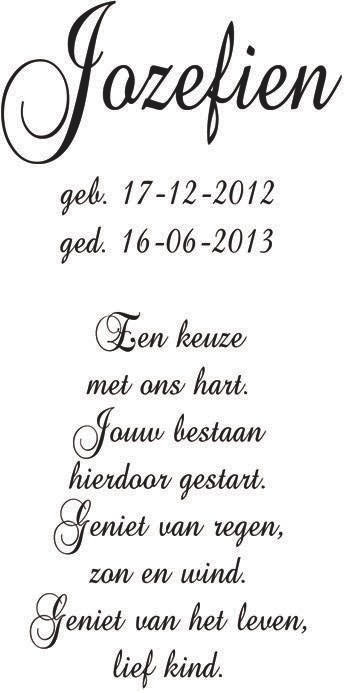 Jozefien
geb. 17-12-2012
ged. 16-06-2013
Een keuze
met ons hart.
Jouw bestaan
hierdoor gestart.
Geniet van regen,
zon en wind.
Geniet van het leven,
lief kind.